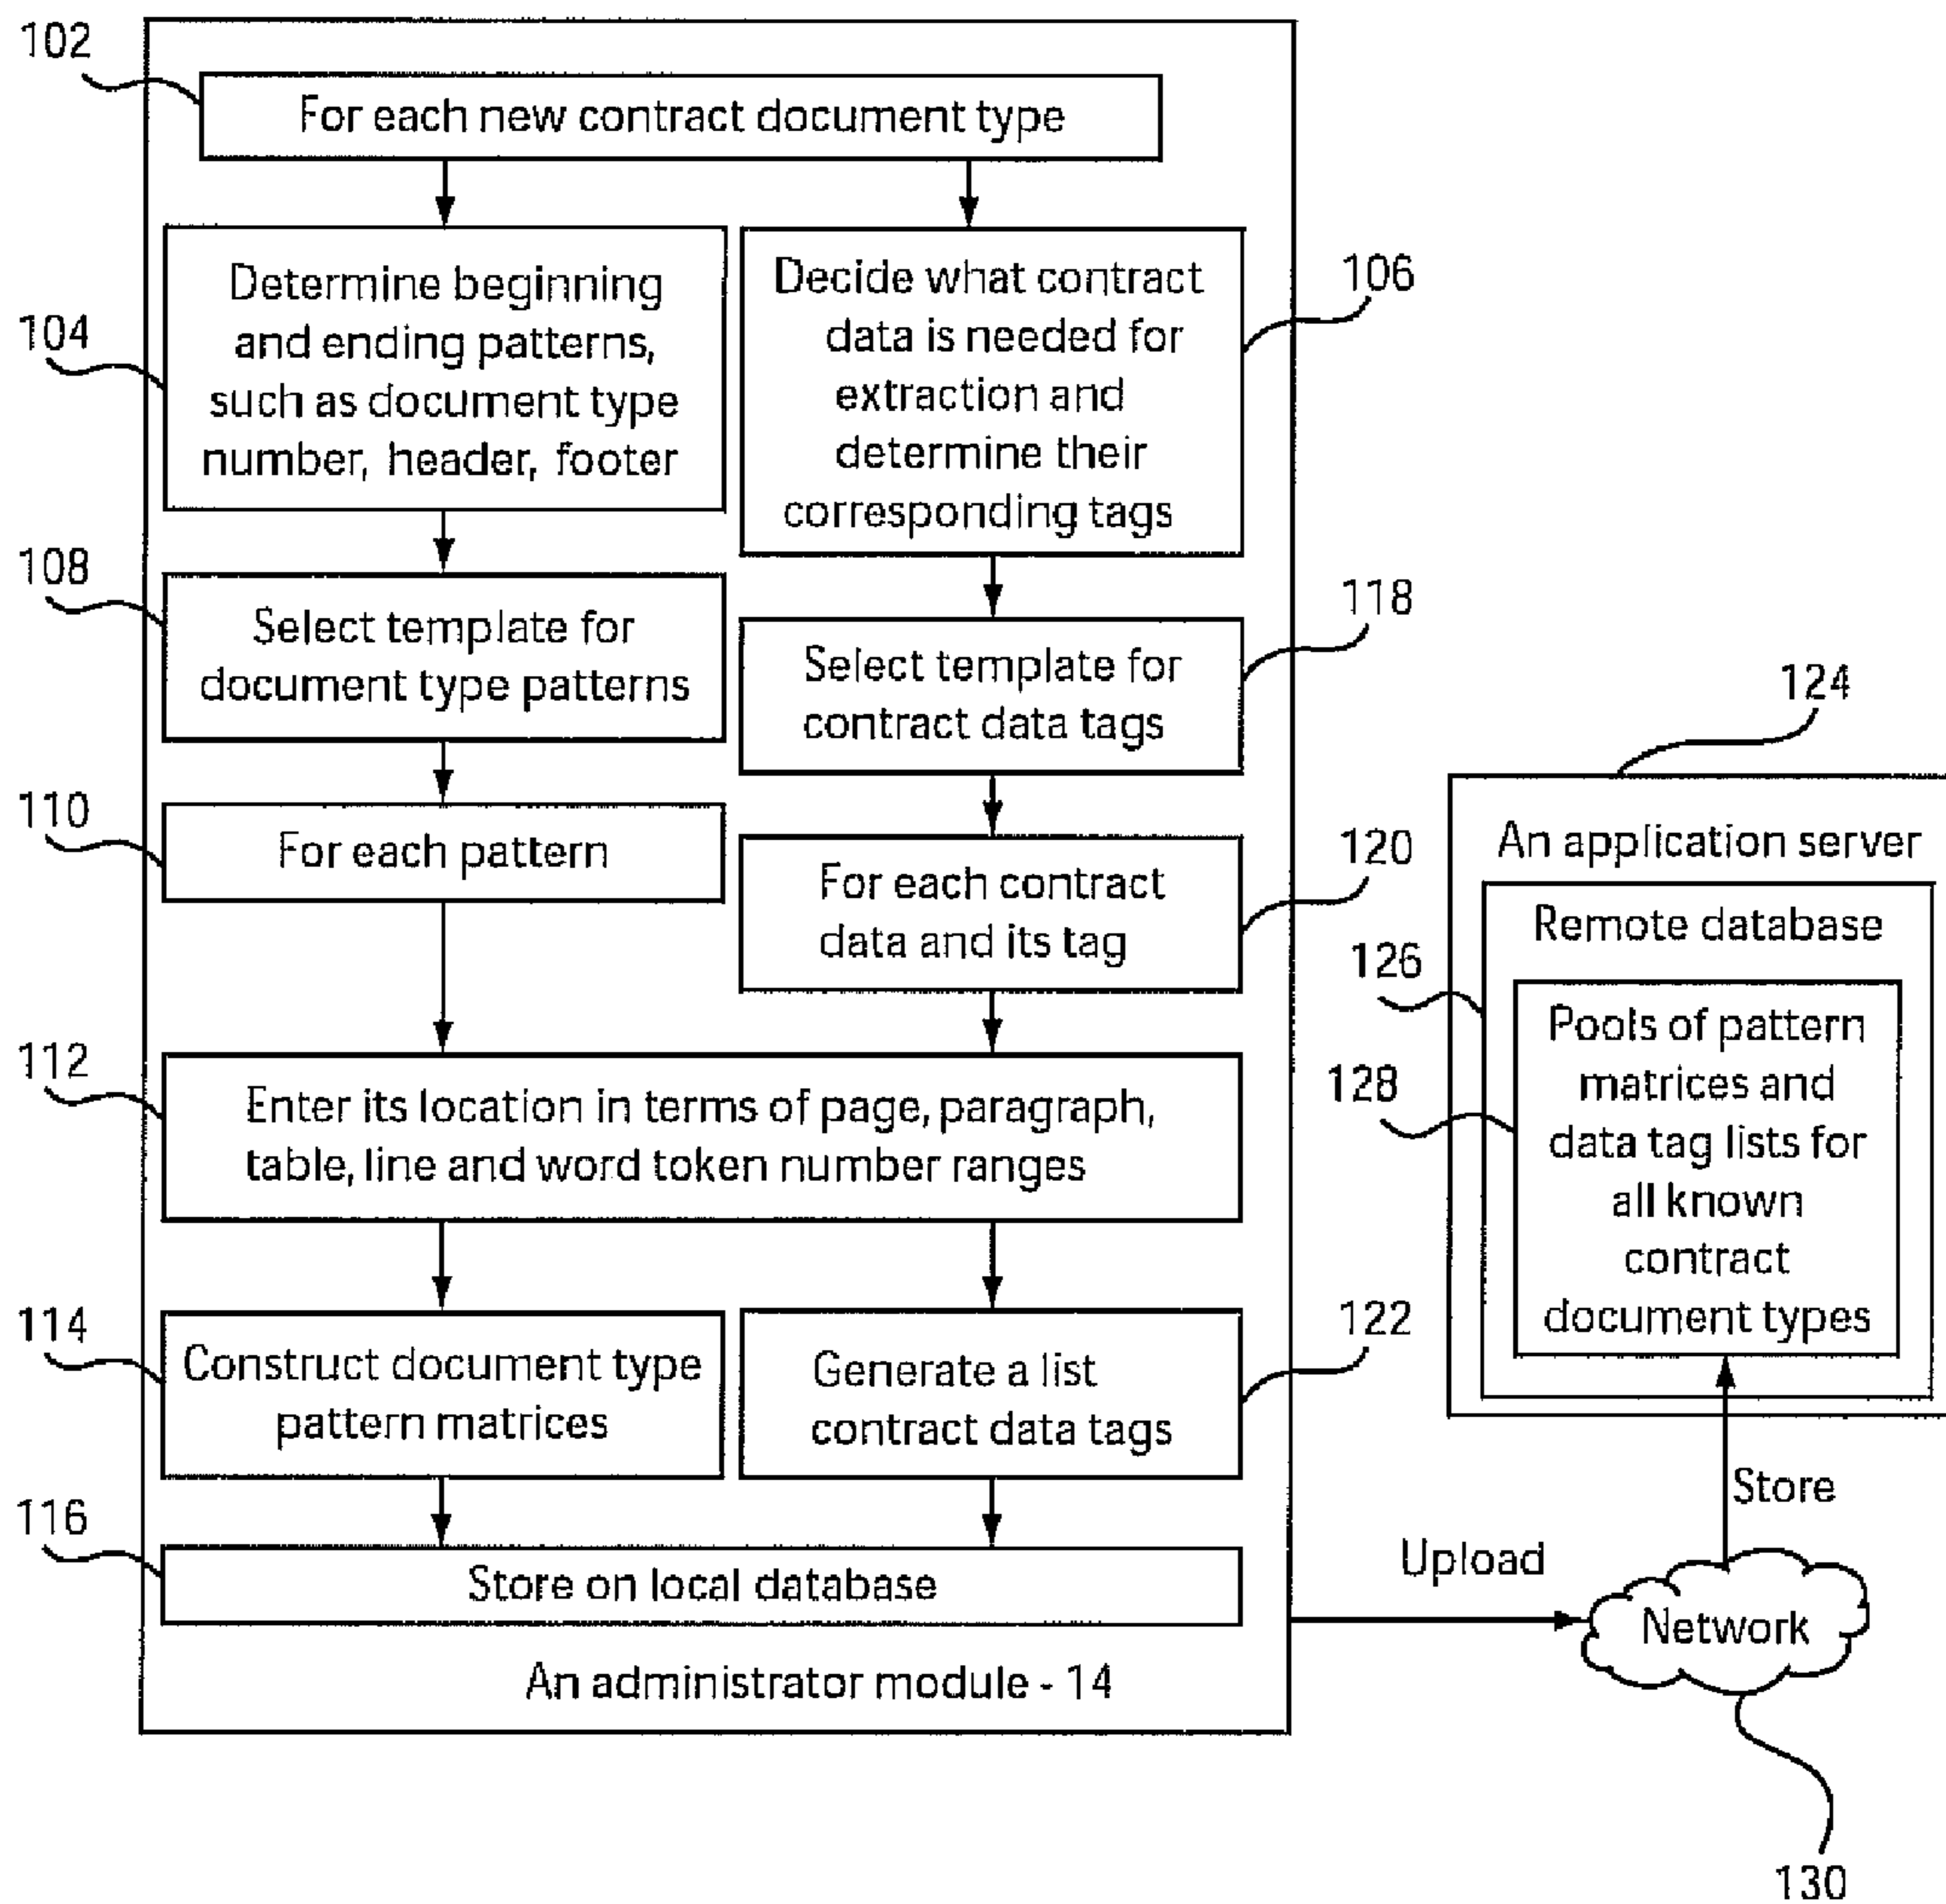 102
For each new contract document type
104
Determine beginning
and ending patterns,
such as document type
number, header, footer
106
Decide what contract
data is needed for
extraction and
determine their
corresponding tags
108
Select template for
document type patterns
118
Select template for
contract data tags
110
For each pattern
120
For each contract
data and its tag
112
Enter its location in terms of page, paragraph,
table, line and word token number ranges
114
Construct document type
pattern matrices
122
Generate a list
contract data tags
116
Store on local database
An administrator module - 14
124
An application server
126
Remote database
128
Pools of pattern
matrices and
data tag lists for
all known
contract
document types
Store
Upload
Network
130